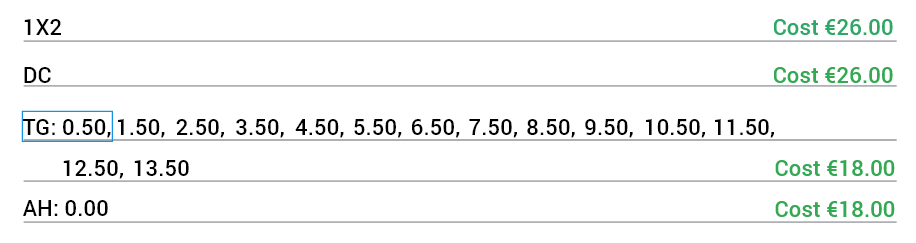 1X2 Cost €26.00
DC Cost €26.00
TG: 0.50, 1.50, 2.50, 3.50, 4.50, 5.50, 6.50, 7.50, 8.50, 9.50, 10.50, 11.50,
12.50, 13.50 Cost €18.00
AH: 0.00 Cost €18.00